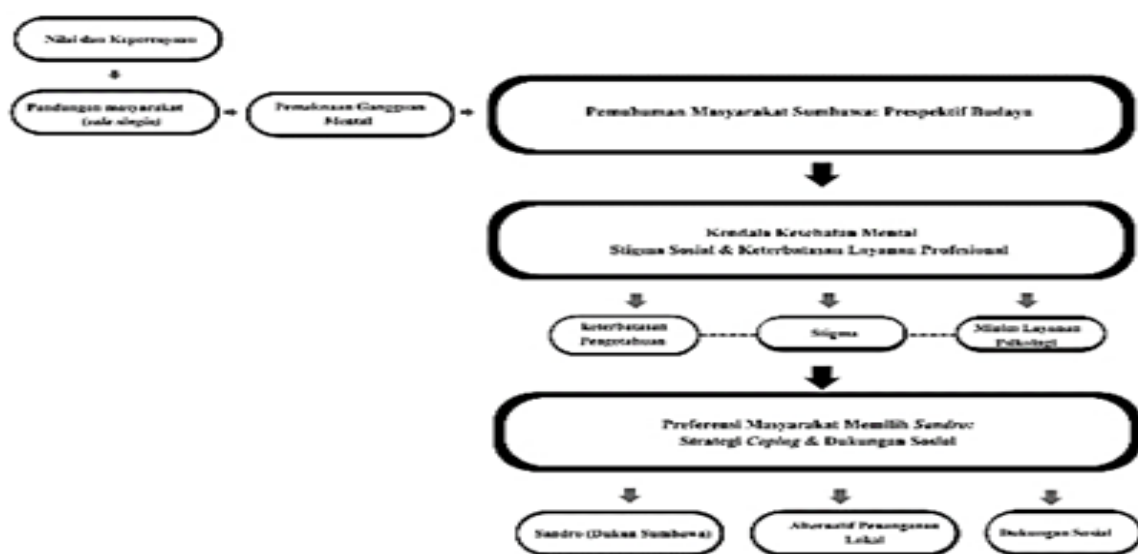 Nilai dan Kepercayaan
Pandangan masyarakat
Pemaknaan Gangguan
Mental
Pemahaman Masyarakat Sumbawa: Prespektif Budaya
Kendala Kesehatan Mental
Stigma Sosial & Keterbatasan Layanan Profesional
Keterbatasan
Pengetahuan
Stigma
Minim Layanan
Psikologi
Preferensi Masyarakat Memilih Sandro:
Strategi Coping & Dukungan Sosial
Sandro (Dukun Sumbawa)
Alternatif Penanganan
Lokal
Dukungan Sosial